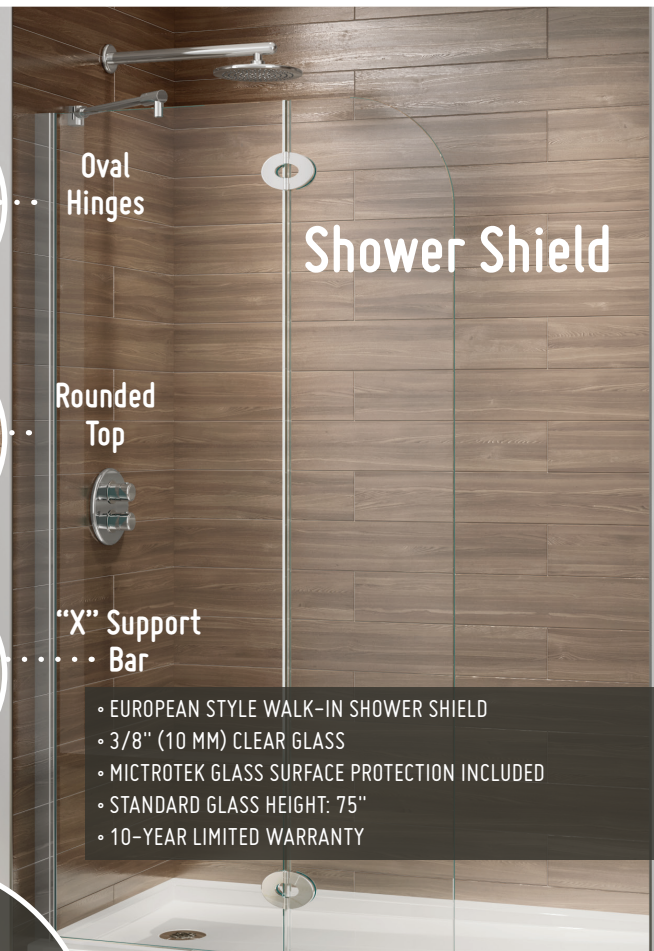 Oval
Hinges
Shower Shield
Rounded
Top
“X” Support
Bar
◦ EUROPEAN STYLE WALK-IN SHOWER SHIELD
◦ 3/8" (10 MM) CLEAR GLASS
◦ MICTROTEK GLASS SURFACE PROTECTION INCLUDED
◦ STANDARD GLASS HEIGHT: 75"
◦ 10-YEAR LIMITED WARRANTY